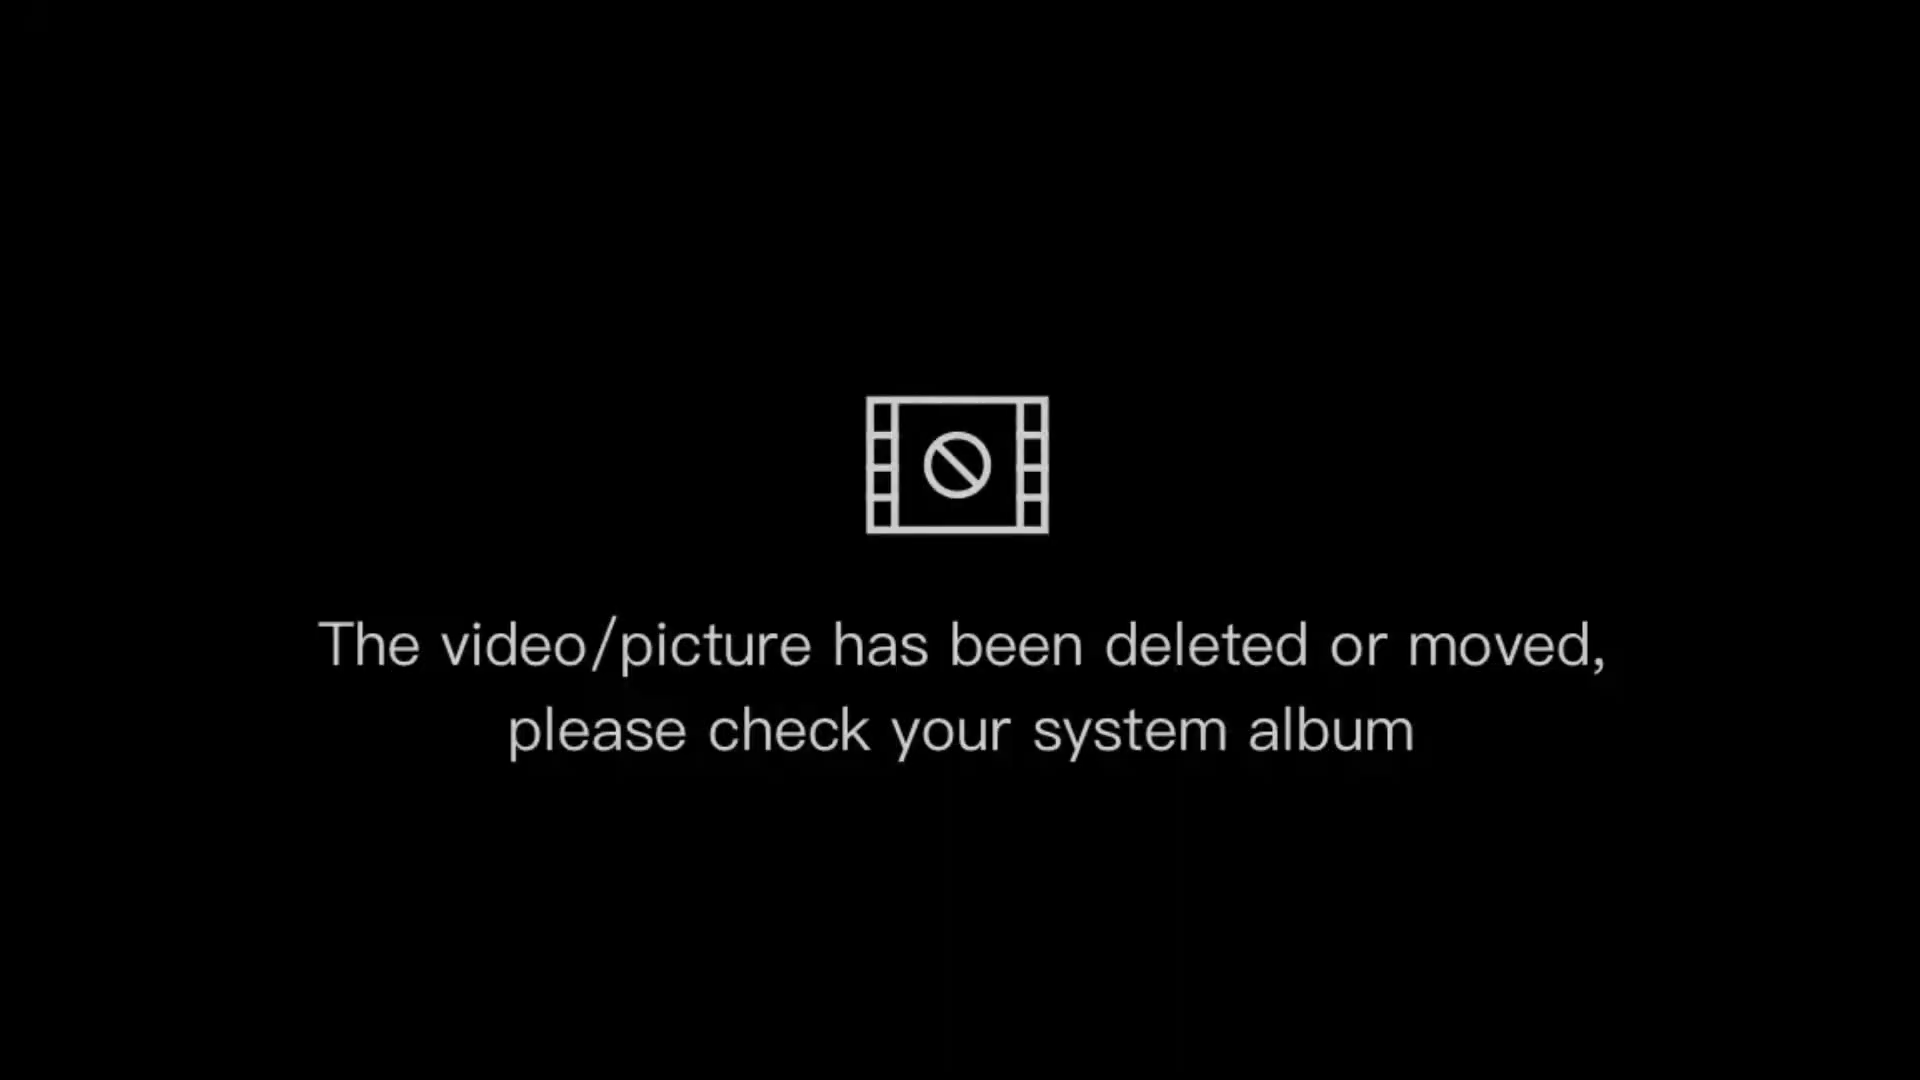 The video/picture has been deleted or moved,
please check your system album